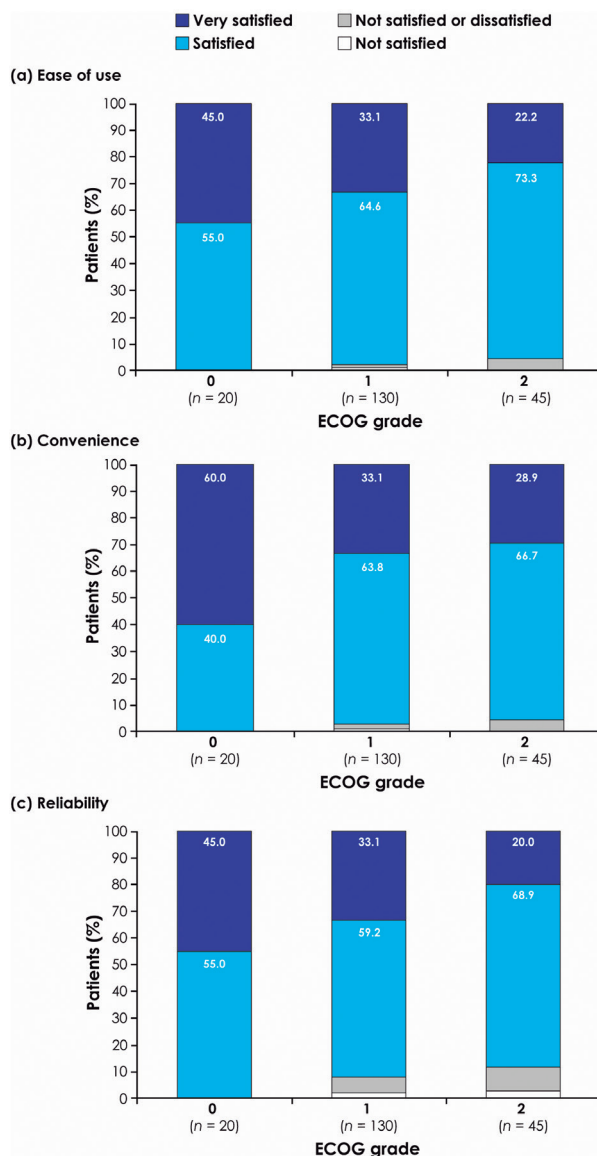 Very satisfied Not satisfied or dissatisfied
Satisfied Not satisfied
(a) Ease of use
100
90
80
70
60
50
40
30
20
10
0
Patients (%)
45.0 33.1 22.2
55.0 64.6 73.3
0 1 2
(n = 20) (n = 130) (n = 45)
ECOG grade
(b) Convenience
100
90
80
70
60
50
40
30
20
10
0
Patients (%)
60.0 33.1 28.9
40.0 63.8 66.7
0 1 2
(n = 20) (n = 130) (n = 45)
ECOG grade
(c) Reliability
100
90
80
70
60
50
40
30
20
10
0
Patients (%)
45.0 33.1 20.0
55.0 59.2 68.9
0 1 2
(n = 20) (n = 130) (n = 45)
ECOG grade